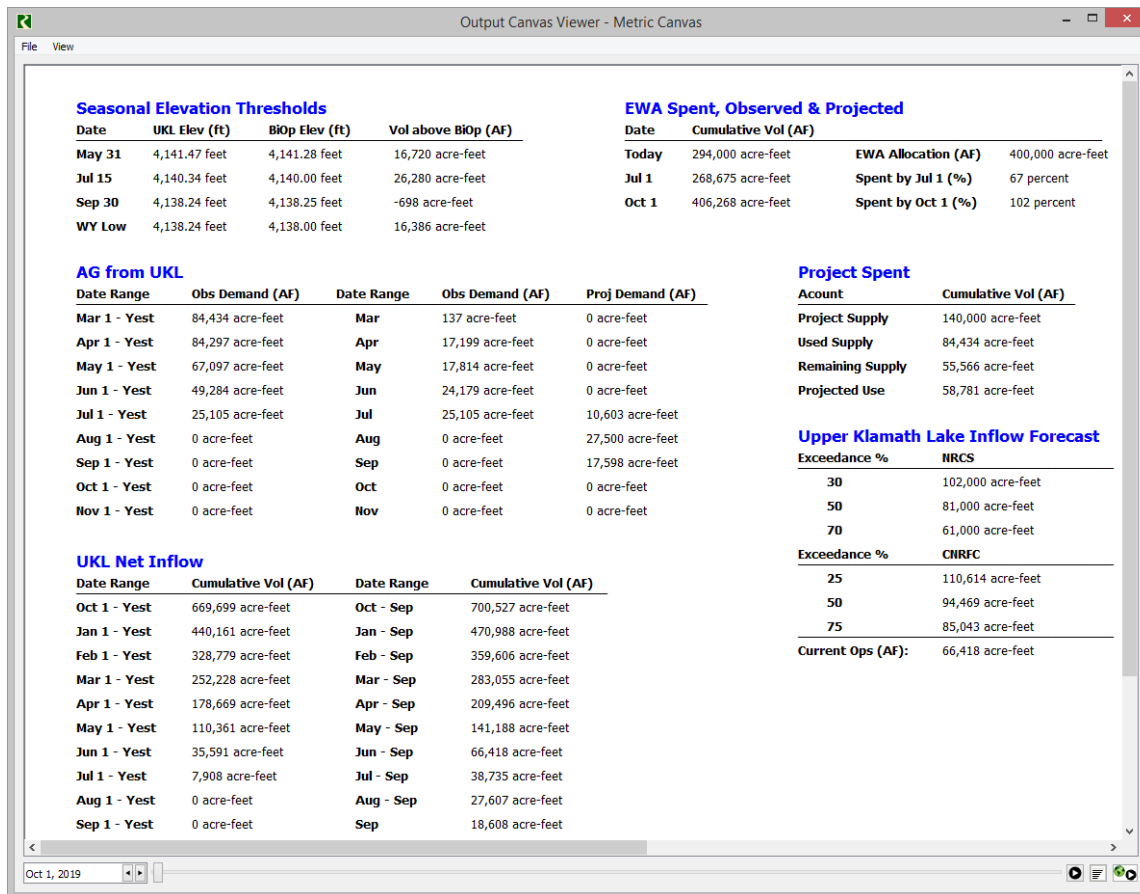 Output Canvas Viewer - Metric Canvas
File View
Seasonal Elevation Thresholds
Date UKL Elev (ft) BiOp Elev (ft) Vol above BiOp (AF)
May 31 4,141.47 feet 4,141.28 feet 16,720 acre-feet
Jul 15 4,140.34 feet 4,140.00 feet 26,280 acre-feet
Sep 30 4,138.24 feet 4,138.25 feet -698 acre-feet
WY Low 4,138.24 feet 4,138.00 feet 16,386 acre-feet
EWA Spent, Observed & Projected
Date Cumulative Vol (AF)
Today 294,000 acre-feet EWA Allocation (AF) 400,000 acre-feet
Jul 1 268,675 acre-feet Spent by Jul 1 (%) 67 percent
Oct 1 406,268 acre-feet Spent by Oct 1 (%) 102 percent
AG from UKL
Date Range Obs Demand (AF) Date Range Obs Demand (AF) Proj Demand (AF)
Mar 1 - Yest 84,434 acre-feet Mar 137 acre-feet 0 acre-feet
Apr 1 - Yest 84,297 acre-feet Apr 17,199 acre-feet 0 acre-feet
May 1 - Yest 67,097 acre-feet May 17,814 acre-feet 0 acre-feet
Jun 1 - Yest 49,284 acre-feet Jun 24,179 acre-feet 0 acre-feet
Jul 1 - Yest 25,105 acre-feet Jul 25,105 acre-feet 10,603 acre-feet
Aug 1 - Yest 0 acre-feet Aug 0 acre-feet 27,500 acre-feet
Sep 1 - Yest 0 acre-feet Sep 0 acre-feet 17,598 acre-feet
Oct 1 - Yest 0 acre-feet Oct 0 acre-feet 0 acre-feet
Nov 1 - Yest 0 acre-feet Nov 0 acre-feet 0 acre-feet
Project Spent
Acount Cumulative Vol (AF)
Project Supply 140,000 acre-feet
Used Supply 84,434 acre-feet
Remaining Supply 55,566 acre-feet
Projected Use 58,781 acre-feet
Upper Klamath Lake Inflow Forecast
Exceedance % NRCS
30 102,000 acre-feet
50 81,000 acre-feet
70 61,000 acre-feet
Exceedance % CNRFC
25 110,614 acre-feet
50 94,469 acre-feet
75 85,043 acre-feet
Current Ops (AF): 66,418 acre-feet
UKL Net Inflow
Date Range Cumulative Vol (AF) Date Range Cumulative Vol (AF)
Oct 1 - Yest 669,699 acre-feet Oct - Sep 700,527 acre-feet
Jan 1 - Yest 440,161 acre-feet Jan - Sep 470,988 acre-feet
Feb 1 - Yest 328,779 acre-feet Feb - Sep 359,606 acre-feet
Mar 1 - Yest 252,228 acre-feet Mar - Sep 283,055 acre-feet
Apr 1 - Yest 178,669 acre-feet Apr - Sep 209,496 acre-feet
May 1 - Yest 110,361 acre-feet May - Sep 141,188 acre-feet
Jun 1 - Yest 35,591 acre-feet Jun - Sep 66,418 acre-feet
Jul 1 - Yest 7,908 acre-feet Jul - Sep 38,735 acre-feet
Aug 1 - Yest 0 acre-feet Aug - Sep 27,607 acre-feet
Sep 1 - Yest 0 acre-feet Sep 18,608 acre-feet
Oct 1, 2019